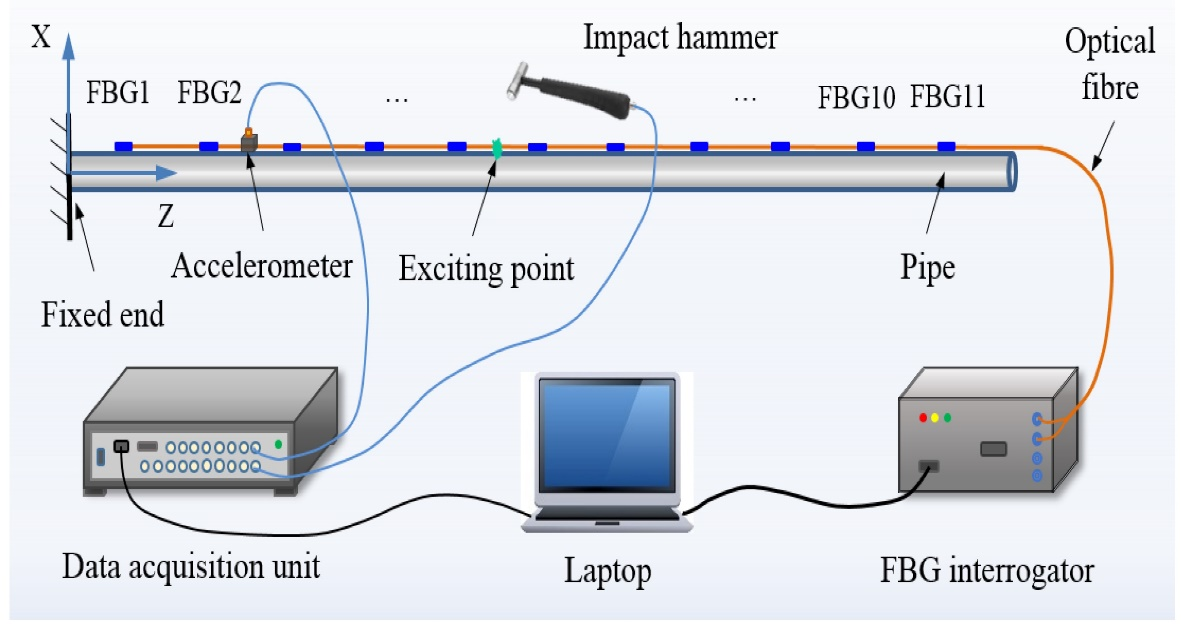 X
Impact hammer
Optical
fibre
FBG1
FBG2
...
...
FBG10
FBG11
Z
Accelerometer
Exciting point
Pipe
Fixed end
Data acquisition unit
Laptop
FBG interrogator